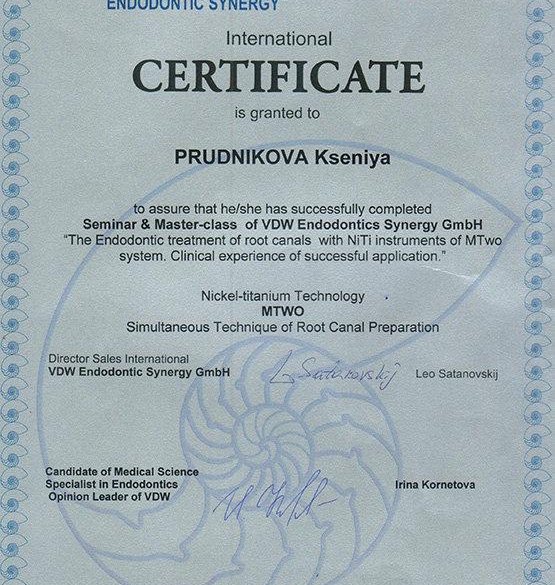 ENDODONTIC SYNERGY
International
CERTIFICATE
is granted to
PRUDNIKOVA Kseniya
to assure that he/she has successfully completed
Seminar & Master-class of VDW Endodontics Synergy GmbH
“The Endodontic treatment of root canals with NiTi instruments of MTwo
system. Clinical experience of successful application.”
Nickel-titanium Technology
MTWO
Simultaneous Technique of Root Canal Preparation
Director Sales International
VDW Endodontic Synergy GmbH
L. Satanovskij
Leo Satanovskij
Candidate of Medical Science
Specialist in Endodontics
Opinion Leader of VDW
Irina Kornetova